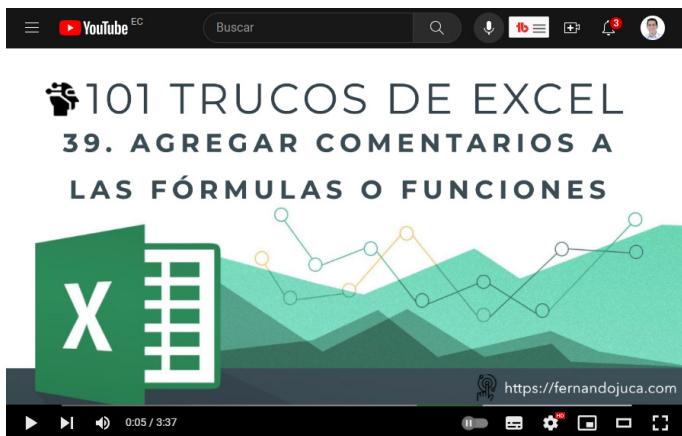 YouTube EC
Buscar
3
101 TRUCOS DE EXCEL
39. AGREGAR COMENTARIOS A
LAS FÓRMULAS O FUNCIONES
X
https://fernandojuca.com
0:05 / 3:37
HD